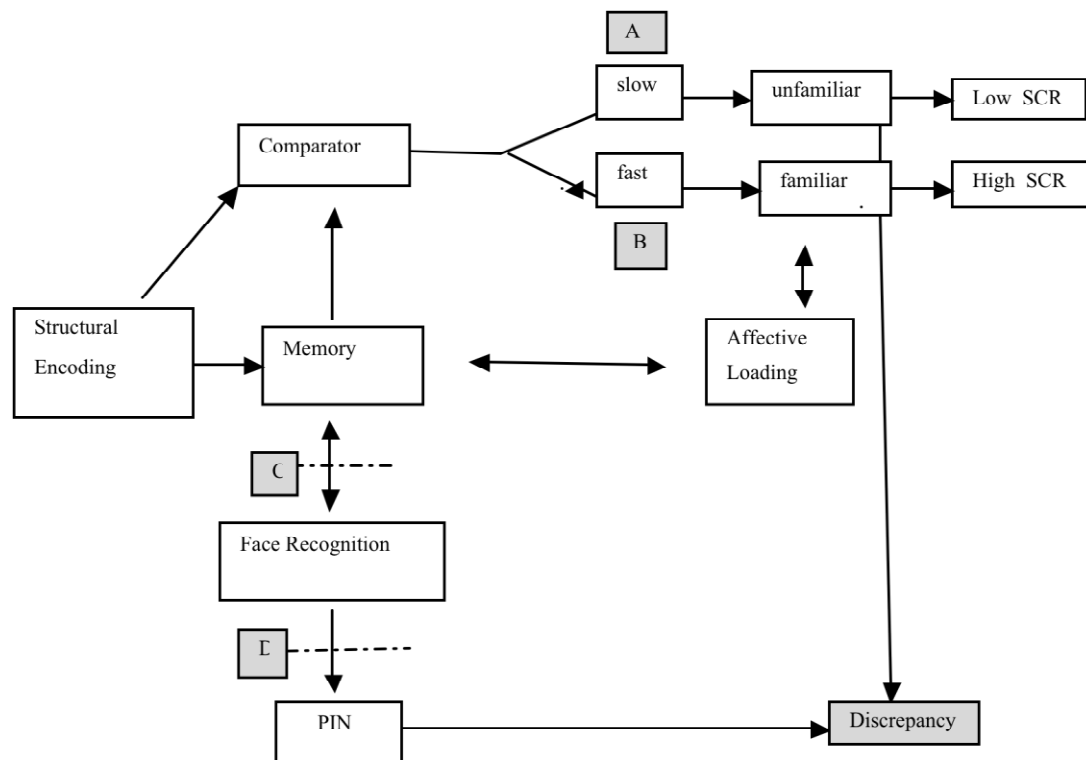 A
slow
unfamiliar
Low SCR
Comparator
fast
familiar
High SCR
B
Structural
Encoding
Memory
Affective
Loading
C
Face Recognition
D
PIN
Discrepancy